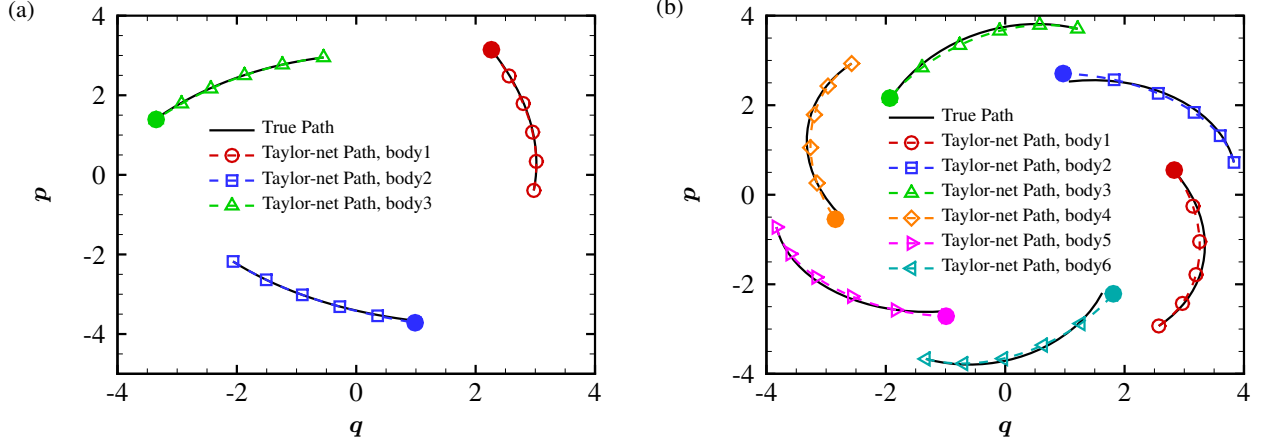 (a)
4
2
0
-2
-4
p
-4
-2
0
2
4
q
True Path
Taylor-net Path, body1
Taylor-net Path, body2
Taylor-net Path, body3
(b)
4
2
0
-2
-4
p
-4
-2
0
2
4
q
True Path
Taylor-net Path, body1
Taylor-net Path, body2
Taylor-net Path, body3
Taylor-net Path, body4
Taylor-net Path, body5
Taylor-net Path, body6